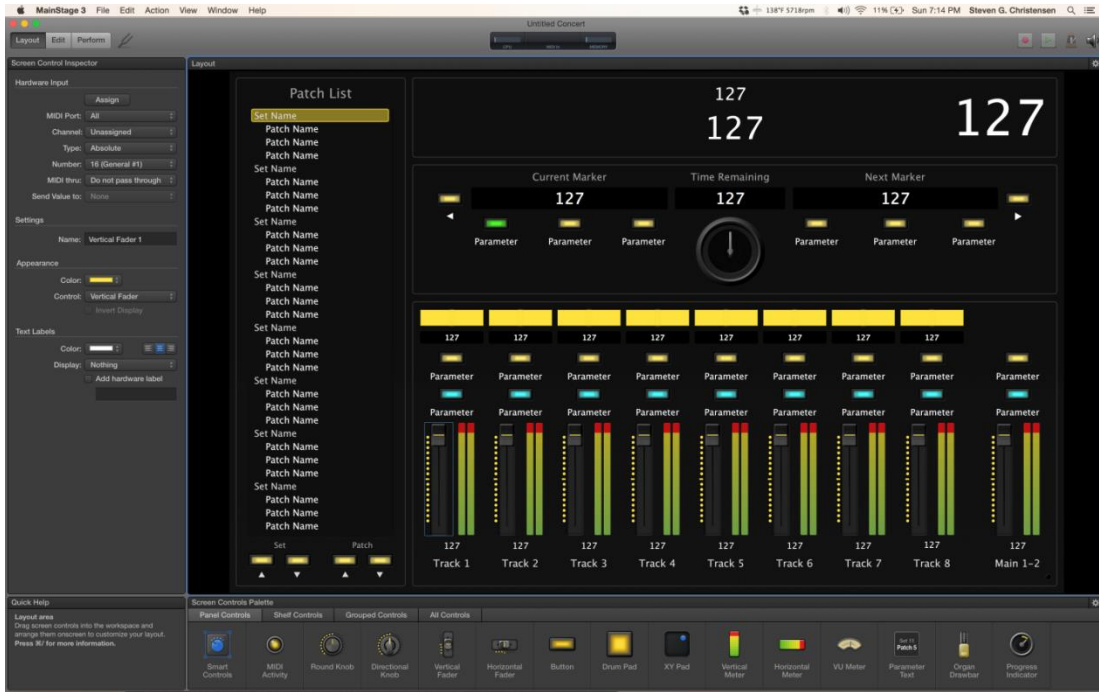 MainStage 3 File Edit Action View Window Help 138°F 5718rpm 11% Sun 7:14 PM Steven G. Christensen
Untitled Concert
Layout Edit Perform
CPU MIDI In MEMORY
Screen Control Inspector
Hardware Input
Assign
MIDI Port: All
Channel: Unassigned
Type: Absolute
Number: 16 (General #1)
MIDI thru: Do not pass through
Send Value to: None
Settings
Name: Vertical Fader 1
Appearance
Color:
Control: Vertical Fader
Invert Display
Text Labels
Color:
Display: Nothing
Add hardware label
Quick Help
Layout area
Drag screen controls into the workspace and
arrange them onscreen to customize your layout.
Press ⌘/ for more information.
Layout
Patch List
Set Name
Patch Name
Patch Name
Patch Name
Set Name
Patch Name
Patch Name
Patch Name
Set Name
Patch Name
Patch Name
Patch Name
Set Name
Patch Name
Patch Name
Patch Name
Set Name
Patch Name
Patch Name
Patch Name
Set Name
Patch Name
Patch Name
Patch Name
Set Name
Patch Name
Patch Name
Patch Name
Set Name
Patch Name
Patch Name
Patch Name
Set Patch
127
127
127
Current Marker Time Remaining Next Marker
127 127 127
Parameter Parameter Parameter Parameter Parameter Parameter
127 127 127 127 127 127 127 127
Parameter Parameter Parameter Parameter Parameter Parameter Parameter Parameter Parameter
Parameter Parameter Parameter Parameter Parameter Parameter Parameter Parameter Parameter
127 127 127 127 127 127 127 127 127
Track 1 Track 2 Track 3 Track 4 Track 5 Track 6 Track 7 Track 8 Main 1-2
Screen Controls Palette
Panel Controls Shelf Controls Grouped Controls All Controls
Set 13:
Patch 5
Smart Controls
MIDI Activity
Round Knob
Directional Knob
Vertical Fader
Horizontal Fader
Button
Drum Pad
XY Pad
Vertical Meter
Horizontal Meter
VU Meter
Parameter Text
Organ Drawbar
Progress Indicator